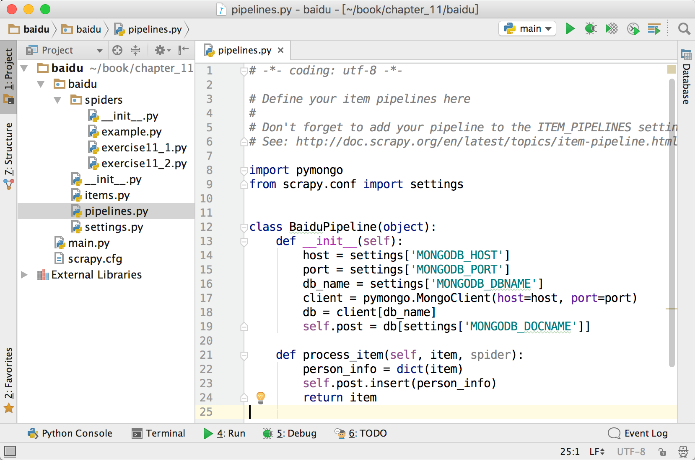 pipelines.py - baidu - [~/book/chapter_11/baidu]
baidu baidu pipelines.py main
Project pipelines.py
1: Project
7: Structure
2: Favorites
Database
baidu ~/book/chapter_11
baidu
spiders
__init__.py
example.py
exercise11_1.py
exercise11_2.py
__init__.py
items.py
pipelines.py
settings.py
main.py
scrapy.cfg
External Libraries
1 # -*- coding: utf-8 -*-
2
3 # Define your item pipelines here
4 #
5 # Don't forget to add your pipeline to the ITEM_PIPELINES settin
6 # See: http://doc.scrapy.org/en/latest/topics/item-pipeline.html
7
8 import pymongo
9 from scrapy.conf import settings
10
11
12 class BaiduPipeline(object):
13     def __init__(self):
14         host = settings['MONGODB_HOST']
15         port = settings['MONGODB_PORT']
16         db_name = settings['MONGODB_DBNAME']
17         client = pymongo.MongoClient(host=host, port=port)
18         db = client[db_name]
19         self.post = db[settings['MONGODB_DOCNAME']]
20
21     def process_item(self, item, spider):
22         person_info = dict(item)
23         self.post.insert(person_info)
24         return item
25
Python Console Terminal 4: Run 5: Debug 6: TODO Event Log
25:1 LF UTF-8